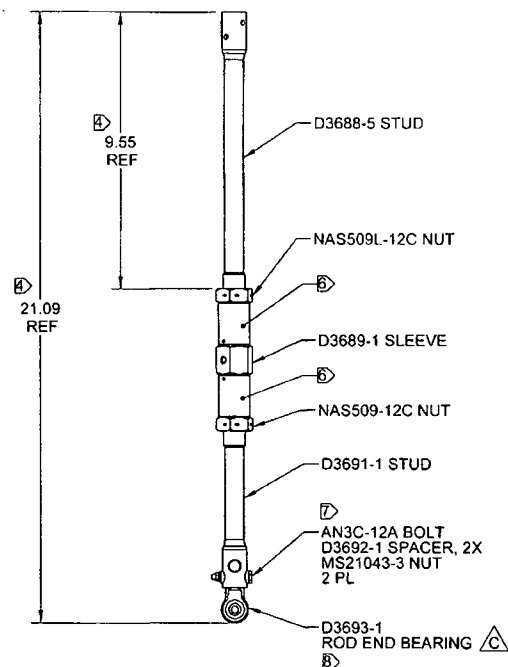 4
9.55
REF
D3688-5 STUD
NAS509L-12C NUT
6
4
21.09
REF
D3689-1 SLEEVE
6
NAS509-12C NUT
D3691-1 STUD
7
AN3C-12A BOLT
D3692-1 SPACER, 2X
MS21043-3 NUT
2 PL
D3693-1
ROD END BEARING C
8